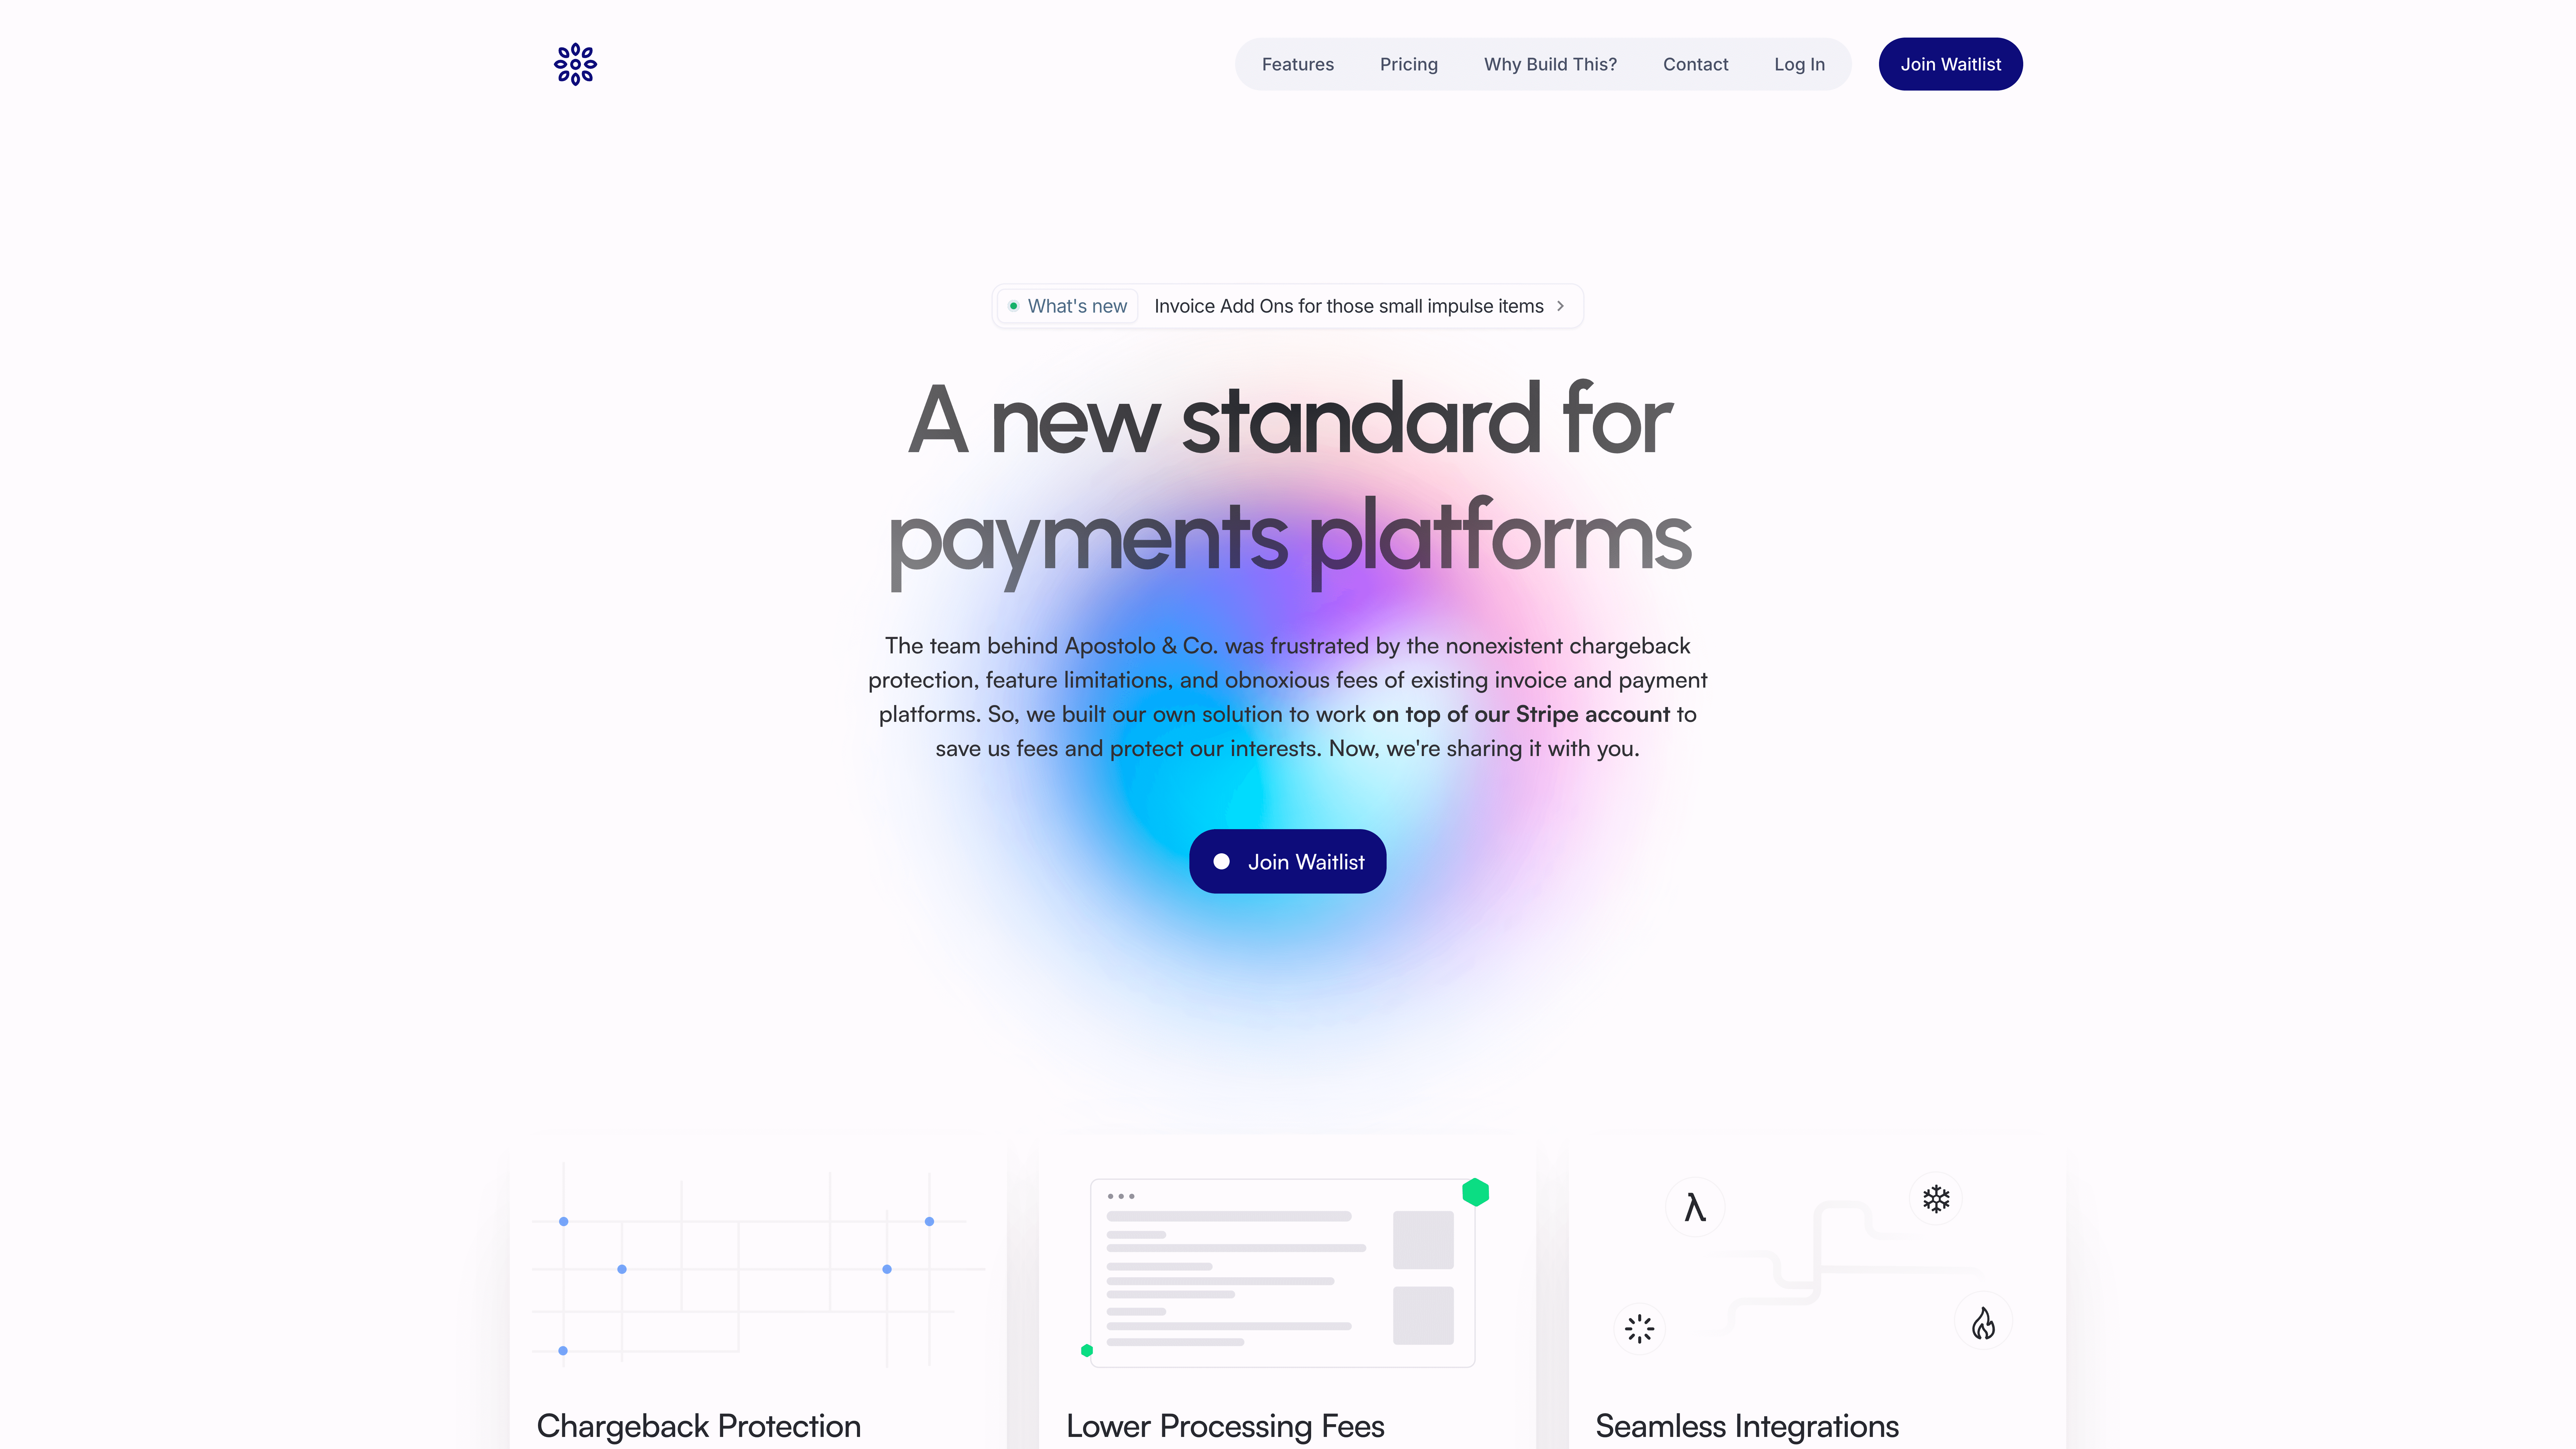 Features
Pricing
Why Build This?
Contact
Log In
Join Waitlist
What's new
Invoice Add Ons for those small impulse items
A new standard for
payments platforms
The team behind Apostolo & Co. was frustrated by the nonexistent chargeback
protection, feature limitations, and obnoxious fees of existing invoice and payment
platforms. So, we built our own solution to work on top of our Stripe account to
save us fees and protect our interests. Now, we're sharing it with you.
Join Waitlist
λ
Chargeback Protection
Lower Processing Fees
Seamless Integrations